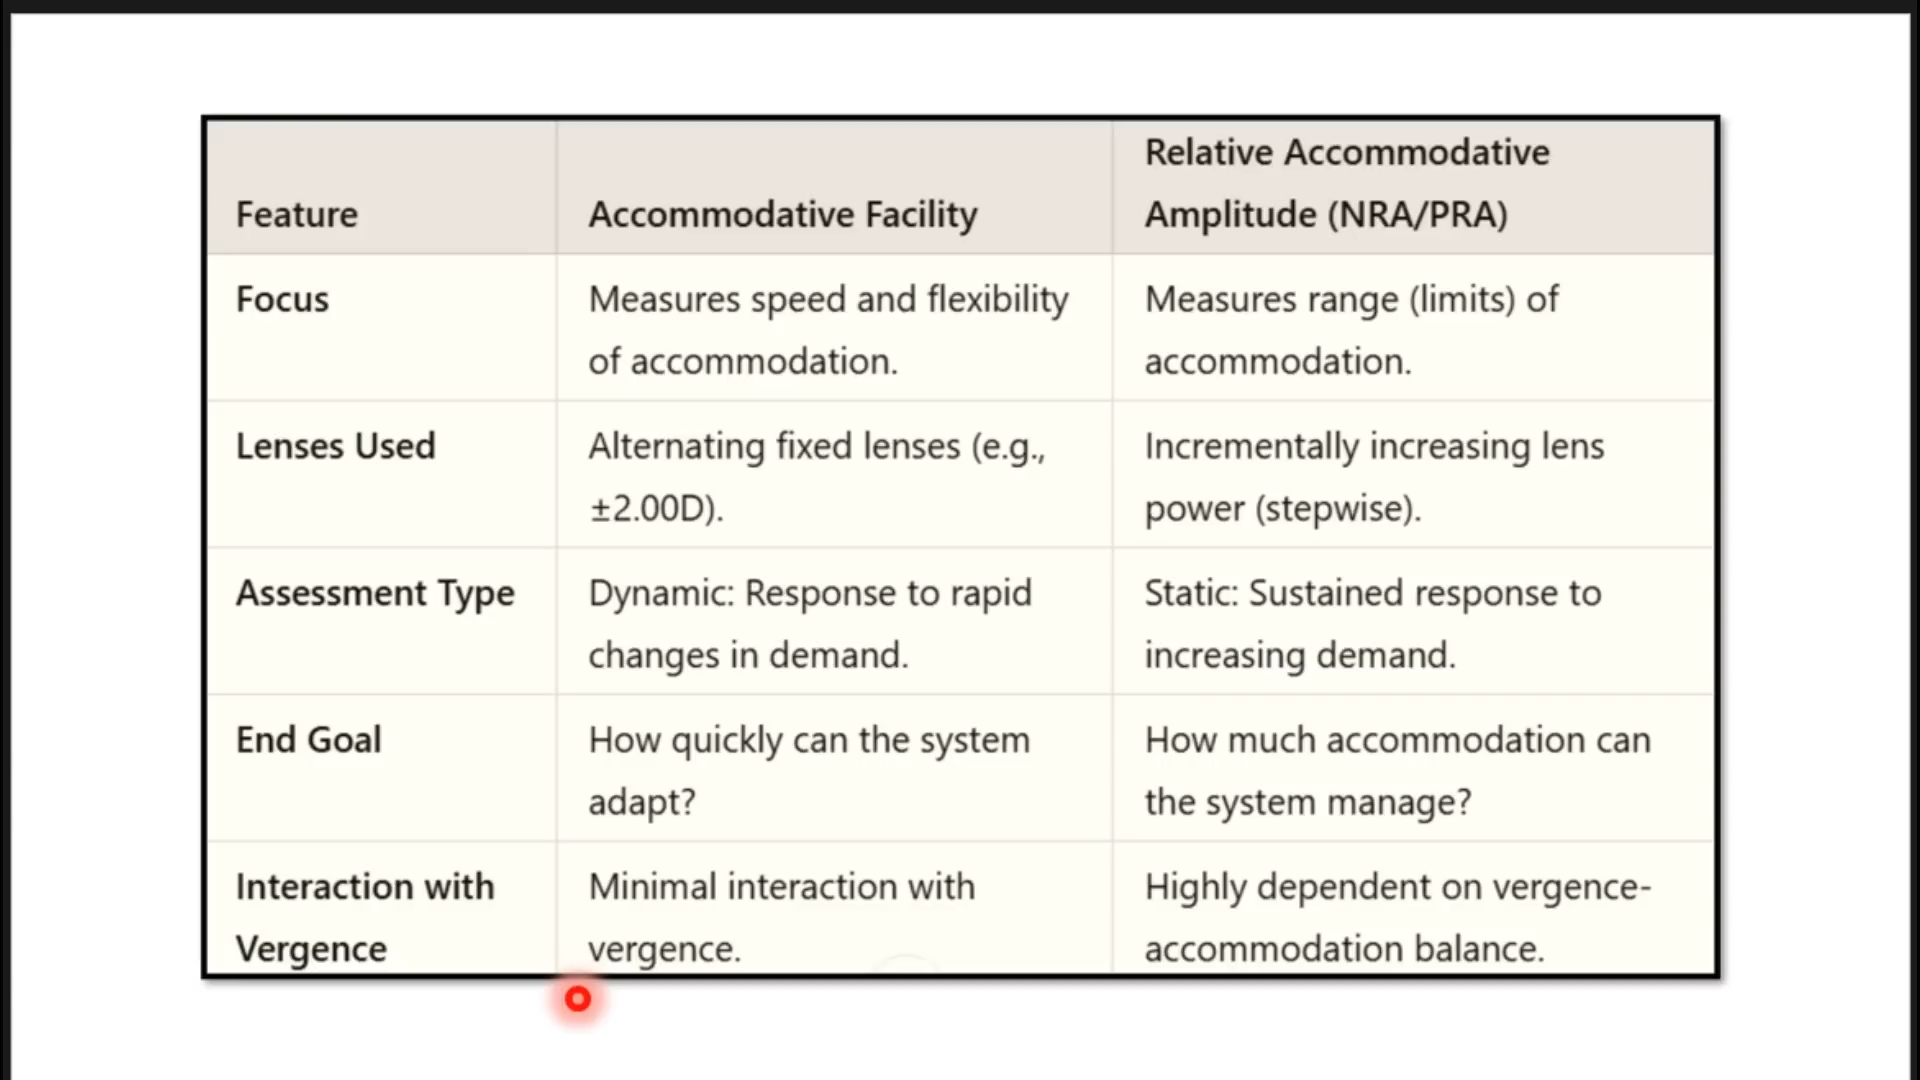 Feature
Accommodative Facility
Relative Accommodative
Amplitude (NRA/PRA)
Focus
Measures speed and flexibility
of accommodation.
Measures range (limits) of
accommodation.
Lenses Used
Alternating fixed lenses (e.g.,
±2.00D).
Incrementally increasing lens
power (stepwise).
Assessment Type
Dynamic: Response to rapid
changes in demand.
Static: Sustained response to
increasing demand.
End Goal
How quickly can the system
adapt?
How much accommodation can
the system manage?
Interaction with
Vergence
Minimal interaction with
vergence.
Highly dependent on vergence-
accommodation balance.